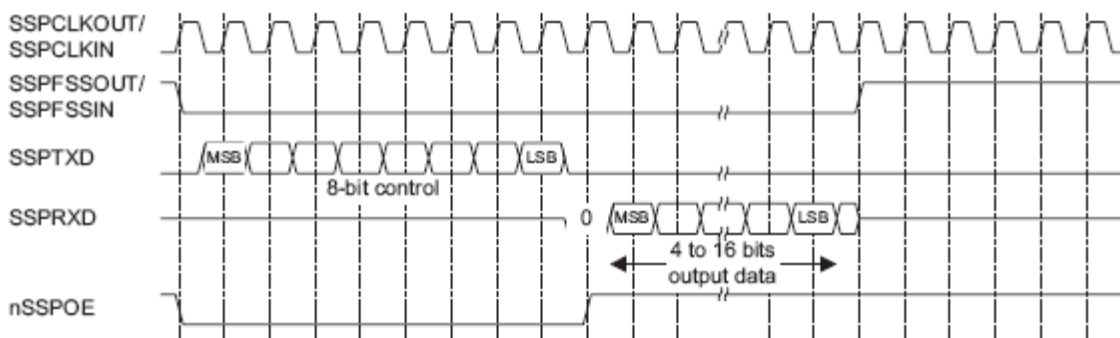 SSPCLKOUT/
SSPCLKIN
SSPFSSOUT/
SSPFSSIN
SSPTXD
MSB
LSB
8-bit control
SSPRXD
0
MSB
LSB
4 to 16 bits
output data
nSSPOE